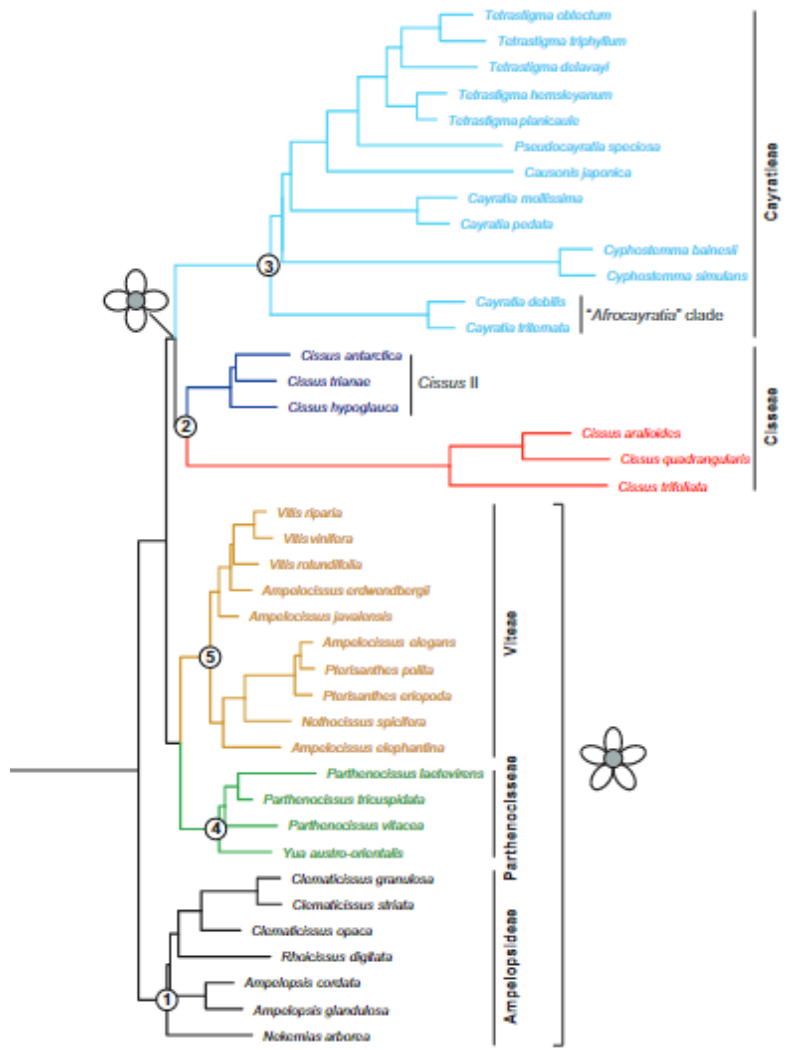 Tetrastigma obtectum
Tetrastigma triphyllum
Tetrastigma delavayi
Tetrastigma hemsleyanum
Tetrastigma planicaule
Pseudocayratia speciosa
Causonis japonica
Cayratia mollissima
Cayratia pedata
3
Cyphostemma bainesii
Cyphostemma simulans
Cayratia debilis
Cayratia triternata
"Afrocayratia" clade
Cayratieae
Cissus antarctica
Cissus trianae
Cissus II
Cissus hypoglauca
2
Cissus aralioides
Cissus quadrangularis
Cissus trifoliata
Cisseae
Vitis riparia
Vitis vinifera
Vitis rotundifolia
Ampelocissus erdwendbergii
Ampelocissus javalensis
5
Ampelocissus elegans
Pterisanthes polita
Pterisanthes eriopoda
Nothocissus spicifera
Ampelocissus elephantina
Viteae
Parthenocissus laetevirens
Parthenocissus tricuspidata
4
Parthenocissus vitacea
Yua austro-orientalis
Parthenocisseae
Clematicissus granulosa
Clematicissus striata
Clematicissus opaca
Rhoicissus digitata
Ampelopsis cordata
1
Ampelopsis glandulosa
Nekemias arborea
Ampelopsideae